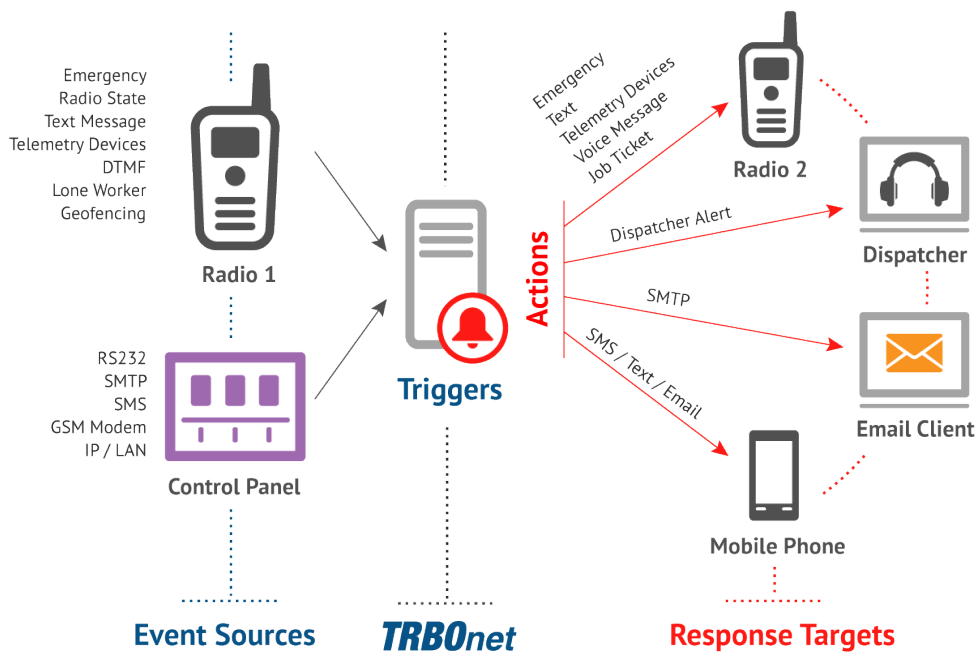 Emergency
Radio State
Text Message
Telemetry Devices
DTMF
Lone Worker
Geofencing
Radio 1
RS232
SMTP
SMS
GSM Modem
IP / LAN
Control Panel
Event Sources
Triggers
TRBOnet
Actions
Emergency
Text
Telemetry Devices
Voice Message
Job Ticket
Dispatcher Alert
SMTP
SMS / Text / Email
Radio 2
Dispatcher
Email Client
Mobile Phone
Response Targets